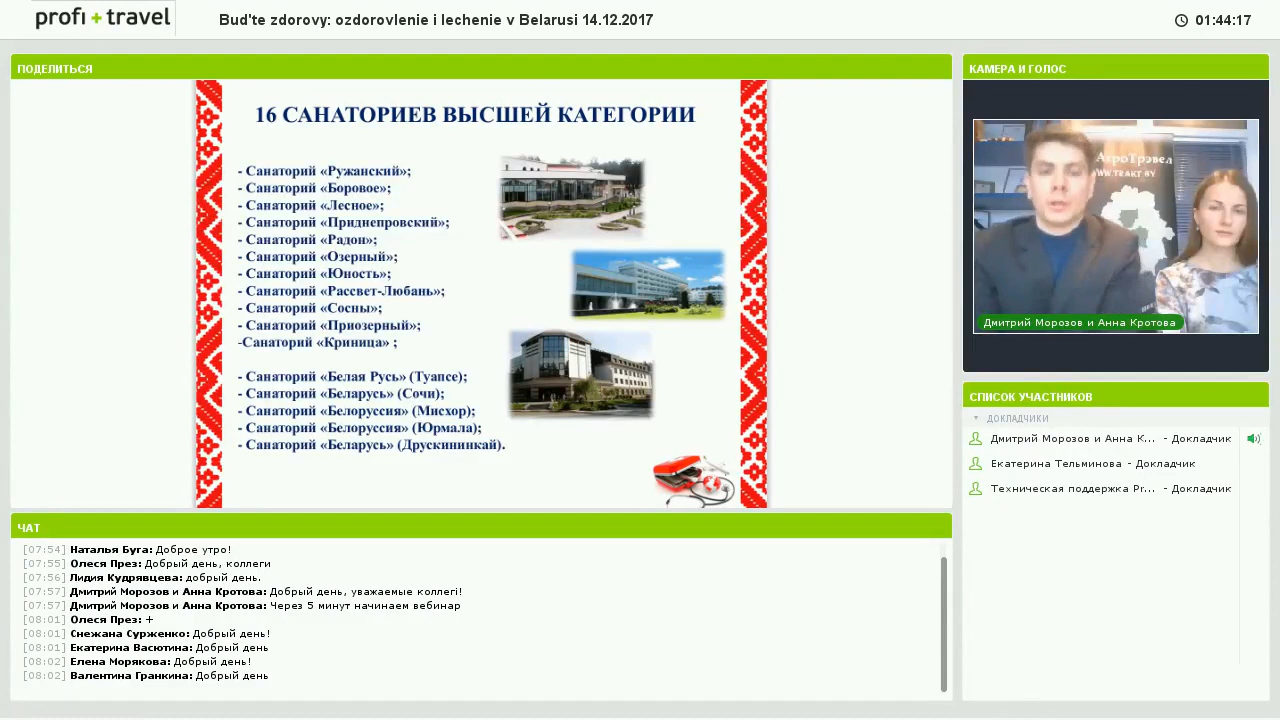 profi + travel
Bud'te zdorovy: ozdorovlenie i lechenie v Belarusi 14.12.2017
01:44:17
ПОДЕЛИТЬСЯ
16 САНАТОРИЕВ ВЫСШЕЙ КАТЕГОРИИ
- Санаторий «Ружанский»;
- Санаторий «Боровое»;
- Санаторий «Лесное»;
- Санаторий «Приднепровский»;
- Санаторий «Радон»;
- Санаторий «Озерный»;
- Санаторий «Юность»;
- Санаторий «Рассвет-Любань»;
- Санаторий «Сосны»;
- Санаторий «Приозерный»;
-Санаторий «Криница» ;
- Санаторий «Белая Русь» (Туапсе);
- Санаторий «Беларусь» (Сочи);
- Санаторий «Белоруссия» (Мисхор);
- Санаторий «Белоруссия» (Юрмала);
- Санаторий «Беларусь» (Друскининкай).
КАМЕРА И ГОЛОС
АгроТрэвел
WWW.TRAKT.BY
Дмитрий Морозов и Анна Кротова
СПИСОК УЧАСТНИКОВ
ДОКЛАДЧИКИ
Дмитрий Морозов и Анна К... - Докладчик
Екатерина Тельминова - Докладчик
Техническая поддержка Pr... - Докладчик
ЧАТ
[07:54] Наталья Буга: Доброе утро!
[07:55] Олеся През: Добрый день, коллеги
[07:56] Лидия Кудрявцева: добрый день.
[07:57] Дмитрий Морозов и Анна Кротова: Добрый день, уважаемые коллегі!
[07:57] Дмитрий Морозов и Анна Кротова: Через 5 минут начинаем вебинар
[08:01] Олеся През: +
[08:01] Снежана Сурженко: Добрый день!
[08:01] Екатерина Васютина: Добрый день
[08:02] Елена Морякова: Добрый день!
[08:02] Валентина Гранкина: Добрый день